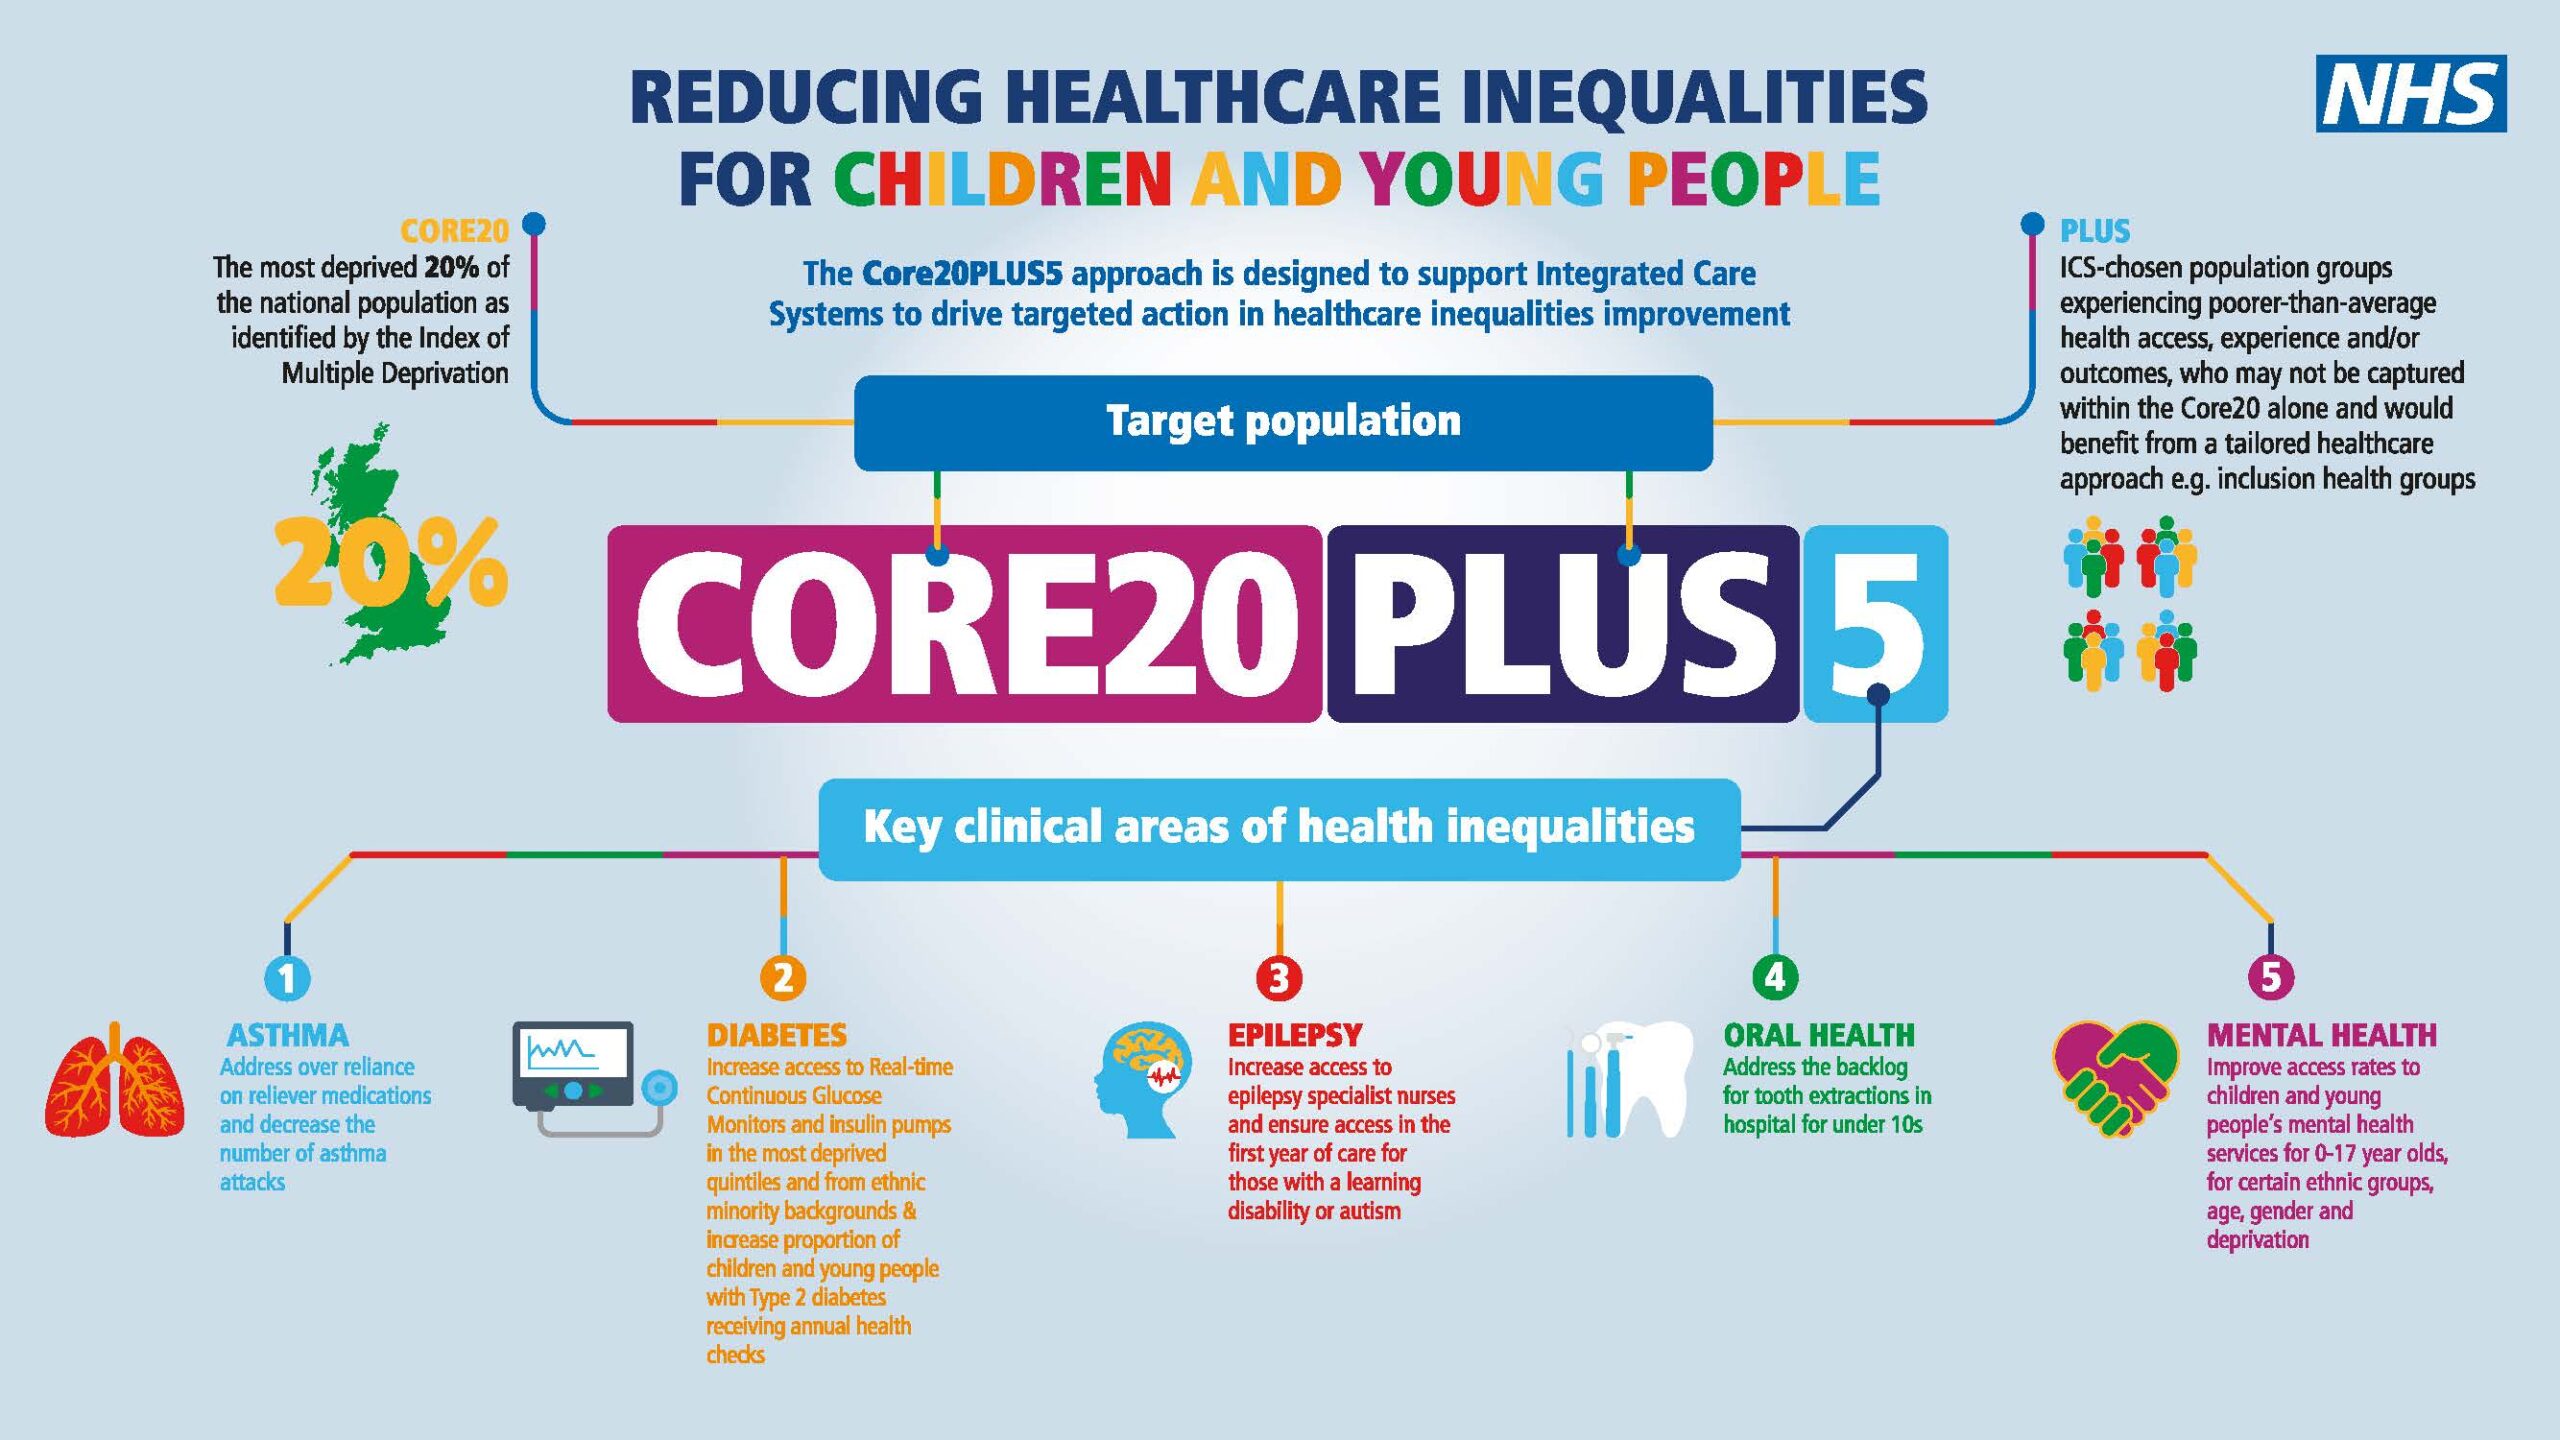 REDUCING HEALTHCARE INEQUALITIES
FOR CHILDREN AND YOUNG PEOPLE
NHS
The Core20PLUS5 approach is designed to support Integrated Care
Systems to drive targeted action in healthcare inequalities improvement
CORE20
The most deprived 20% of
the national population as
identified by the Index of
Multiple Deprivation
20%
PLUS
ICS-chosen population groups
experiencing poorer-than-average
health access, experience and/or
outcomes, who may not be captured
within the Core20 alone and would
benefit from a tailored healthcare
approach e.g. inclusion health groups
Target population
CORE20 PLUS 5
Key clinical areas of health inequalities
1
ASTHMA
Address over reliance
on reliever medications
and decrease the
number of asthma
attacks
2
DIABETES
Increase access to Real-time
Continuous Glucose
Monitors and insulin pumps
in the most deprived
quintiles and from ethnic
minority backgrounds &
increase proportion of
children and young people
with Type 2 diabetes
receiving annual health
checks
3
EPILEPSY
Increase access to
epilepsy specialist nurses
and ensure access in the
first year of care for
those with a learning
disability or autism
4
ORAL HEALTH
Address the backlog
for tooth extractions in
hospital for under 10s
5
MENTAL HEALTH
Improve access rates to
children and young
people's mental health
services for 0-17 year olds,
for certain ethnic groups,
age, gender and
deprivation